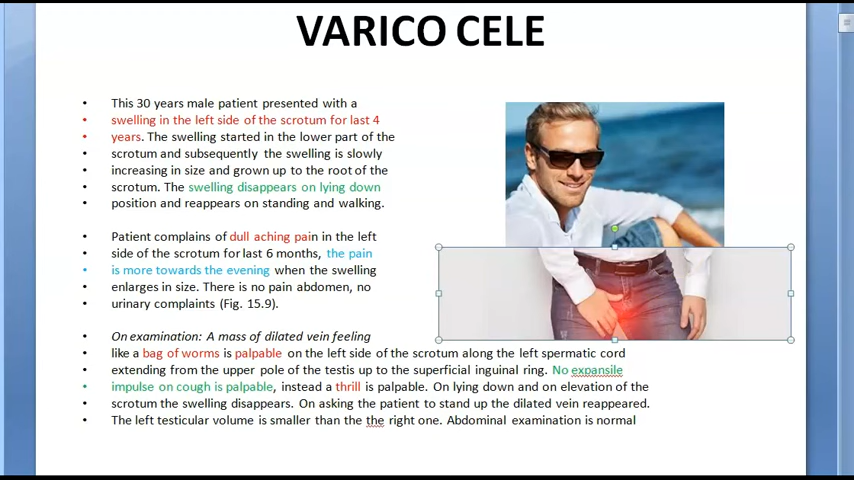 VARICO CELE
• This 30 years male patient presented with a
• swelling in the left side of the scrotum for last 4
• years. The swelling started in the lower part of the
• scrotum and subsequently the swelling is slowly
• increasing in size and grown up to the root of the
• scrotum. The swelling disappears on lying down
• position and reappears on standing and walking.
• Patient complains of dull aching pain in the left
• side of the scrotum for last 6 months, the pain
• is more towards the evening when the swelling
• enlarges in size. There is no pain abdomen, no
• urinary complaints (Fig. 15.9).
• On examination: A mass of dilated vein feeling
• like a bag of worms is palpable on the left side of the scrotum along the left spermatic cord
• extending from the upper pole of the testis up to the superficial inguinal ring. No expansile
• impulse on cough is palpable, instead a thrill is palpable. On lying down and on elevation of the
• scrotum the swelling disappears. On asking the patient to stand up the dilated vein reappeared.
• The left testicular volume is smaller than the the right one. Abdominal examination is normal